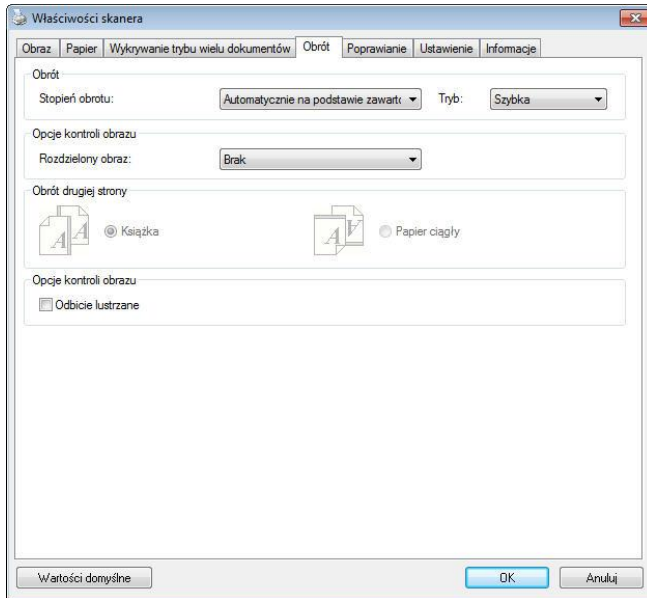 Właściwości skanera
Obraz Papier Wykrywanie trybu wielu dokumentów Obrót Poprawianie Ustawienie Informacje
Obrót
Stopień obrotu: Automatycznie na podstawie zawartc Tryb: Szybka
Opcje kontroli obrazu
Rozdzielony obraz: Brak
Obrót drugiej strony
Książka Papier ciągły
Opcje kontroli obrazu
Odbicie lustrzane
Wartości domyślne OK Anuluj